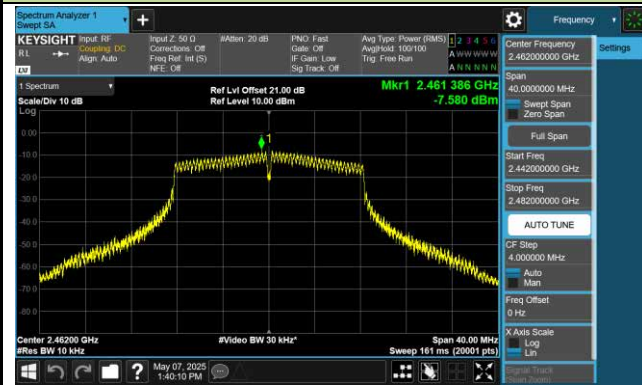 Spectrum Analyzer 1
Swept SA
Frequency
KEYSIGHT
Input: RF
Input Z: 50 Ω
#Atten: 20 dB
PNO: Fast
Avg Type: Power (RMS)
1 2 3 4 5 6
RL
Coupling: DC
Corrections: Off
Gate: Off
Avg|Hold: 100/100
A W W W W W
Align: Auto
Freq Ref: Int (S)
IF Gain: Low
Trig: Free Run
NFE: Off
Sig Track: Off
A N N N N N
LXI
1 Spectrum
Scale/Div 10 dB
Ref Lvl Offset 21.00 dB
Ref Level 10.00 dBm
Mkr1 2.461 386 GHz
-7.580 dBm
Log
0.00
-10.0
-20.0
-30.0
-40.0
-50.0
-60.0
-70.0
-80.0
1
Center 2.46200 GHz
#Video BW 30 kHz*
Span 40.00 MHz
#Res BW 10 kHz
Sweep 161 ms (20001 pts)
Center Frequency
2.462000000 GHz
Settings
Span
40.0000000 MHz
Swept Span
Zero Span
Full Span
Start Freq
2.442000000 GHz
Stop Freq
2.482000000 GHz
AUTO TUNE
CF Step
4.000000 MHz
Auto
Man
Freq Offset
0 Hz
X Axis Scale
Log
Lin
Signal Track
(Span Zoom)
May 07, 2025
1:40:10 PM